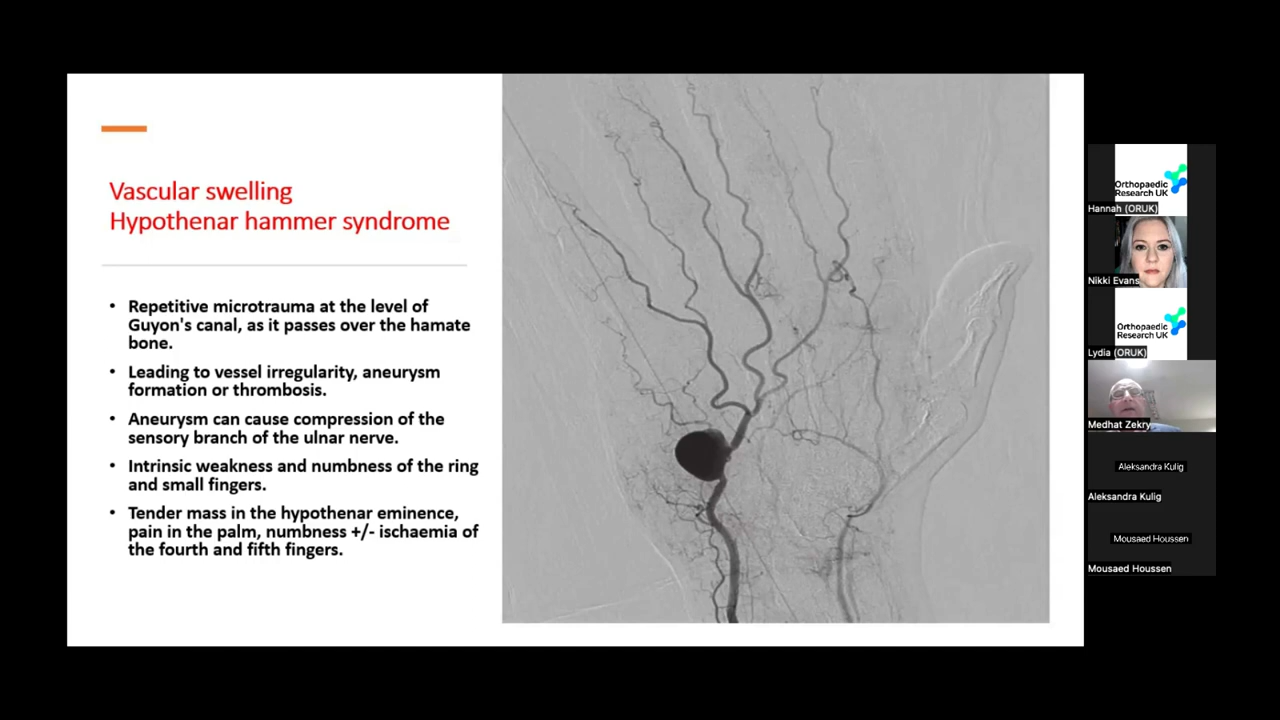 Vascular swelling
Hypothenar hammer syndrome
• Repetitive microtrauma at the level of
Guyon's canal, as it passes over the hamate
bone.
• Leading to vessel irregularity, aneurysm
formation or thrombosis.
• Aneurysm can cause compression of the
sensory branch of the ulnar nerve.
• Intrinsic weakness and numbness of the ring
and small fingers.
• Tender mass in the hypothenar eminence,
pain in the palm, numbness +/- ischaemia of
the fourth and fifth fingers.
Orthopaedic
Research UK
Hannah (ORUK)
Nikki Evans
Orthopaedic
Research UK
Lydia (ORUK)
Medhat Zekry
Aleksandra Kulig
Aleksandra Kulig
Mousaed Houssen
Mousaed Houssen